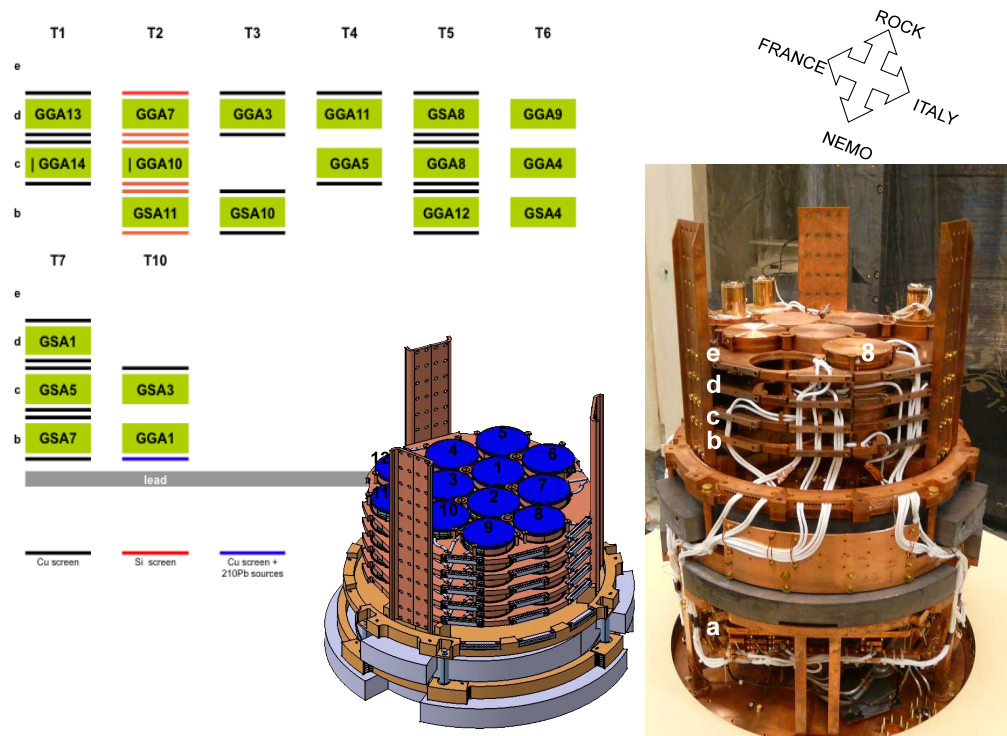 T1 T2 T3 T4 T5 T6
e
d GGA13 GGA7 GGA3 GGA11 GSA8 GGA9
c | GGA14 | GGA10 GGA5 GGA8 GGA4
b GSA11 GSA10 GGA12 GSA4
T7 T10
e
d GSA1
c GSA5 GSA3
b GSA7 GGA1
lead
Cu screen Si screen Cu screen +
210Pb sources
12 4 5 6
11 3 1 7
10 2 8
9
ROCK
FRANCE
ITALY
NEMO
8
e
d
c
b
a